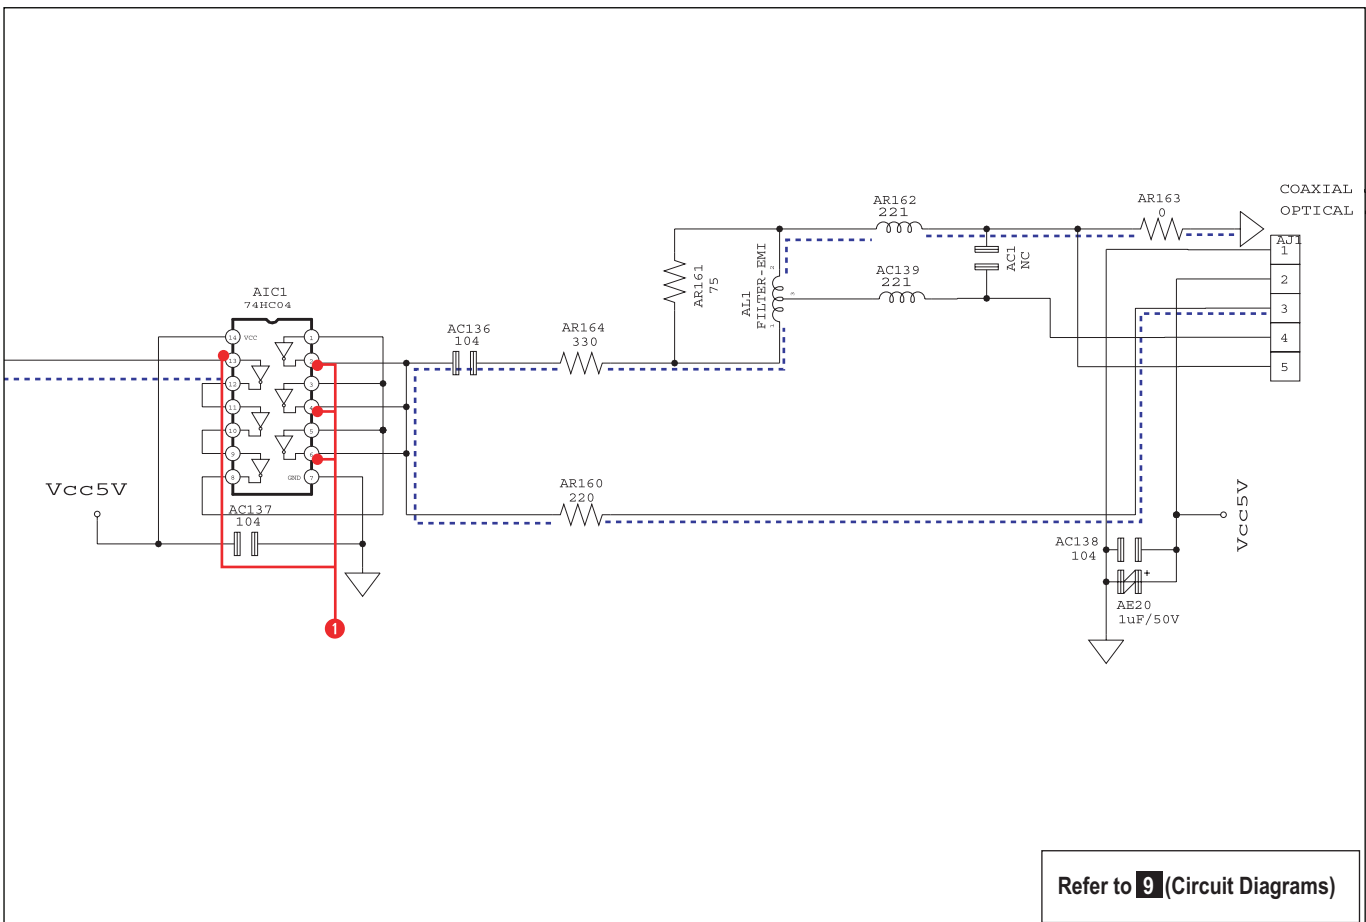 COAXIAL
OPTICAL
AR162
221
AR163
0
AJ1
1
2
3
4
5
AC1
NC
AC139
221
AR161
75
AL1
FILTER-EMI
2
3
1
AIC1
74HC04
14 VCC 1
13 2
12 3
11 4
10 5
9 6
8 GND 7
AC136
104
AR164
330
AR160
220
Vcc5V
AC137
104
1
Vcc5V
AC138
104
+
AE20
1uF/50V
Refer to 9 (Circuit Diagrams)